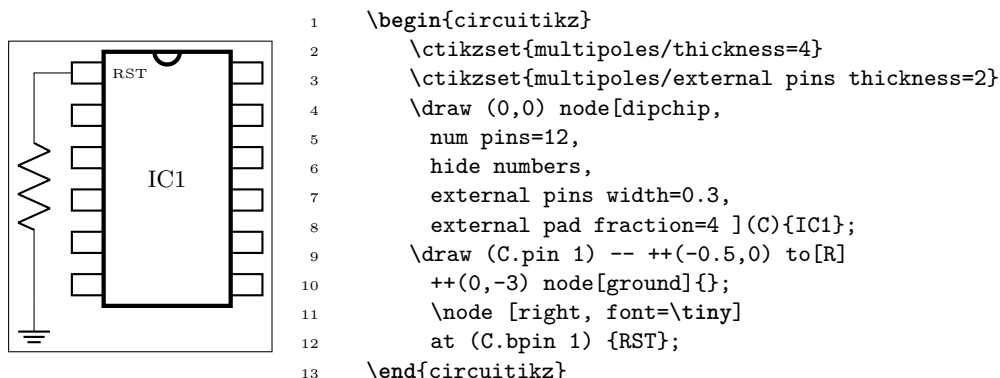 RST
IC1
1 \begin{circuitikz}
2 \ctikzset{multipoles/thickness=4}
3 \ctikzset{multipoles/external pins thickness=2}
4 \draw (0,0) node[dipchip,
5 num pins=12,
6 hide numbers,
7 external pins width=0.3,
8 external pad fraction=4 ](C){IC1};
9 \draw (C.pin 1) -- ++(-0.5,0) to[R]
10 ++(0,-3) node[ground]{};
11 \node [right, font=\tiny]
12 at (C.bpin 1) {RST};
13 \end{circuitikz}